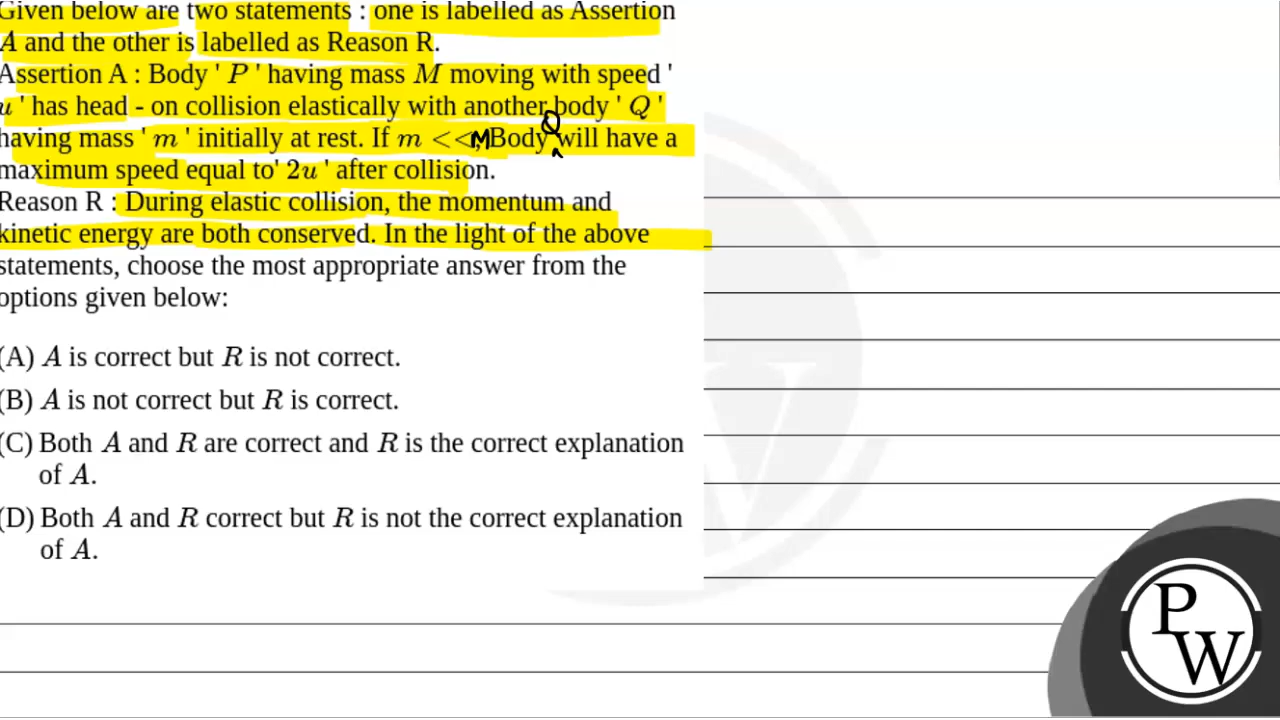 Given below are two statements : one is labelled as Assertion
A and the other is labelled as Reason R.
Assertion A : Body ' P ' having mass M moving with speed '
u ' has head - on collision elastically with another body ' Q '
having mass ' m ' initially at rest. If m << M, Body Q will have a
maximum speed equal to ' 2u ' after collision.
Reason R : During elastic collision, the momentum and
kinetic energy are both conserved. In the light of the above
statements, choose the most appropriate answer from the
options given below:
(A) A is correct but R is not correct.
(B) A is not correct but R is correct.
(C) Both A and R are correct and R is the correct explanation
of A.
(D) Both A and R correct but R is not the correct explanation
of A.
P
W